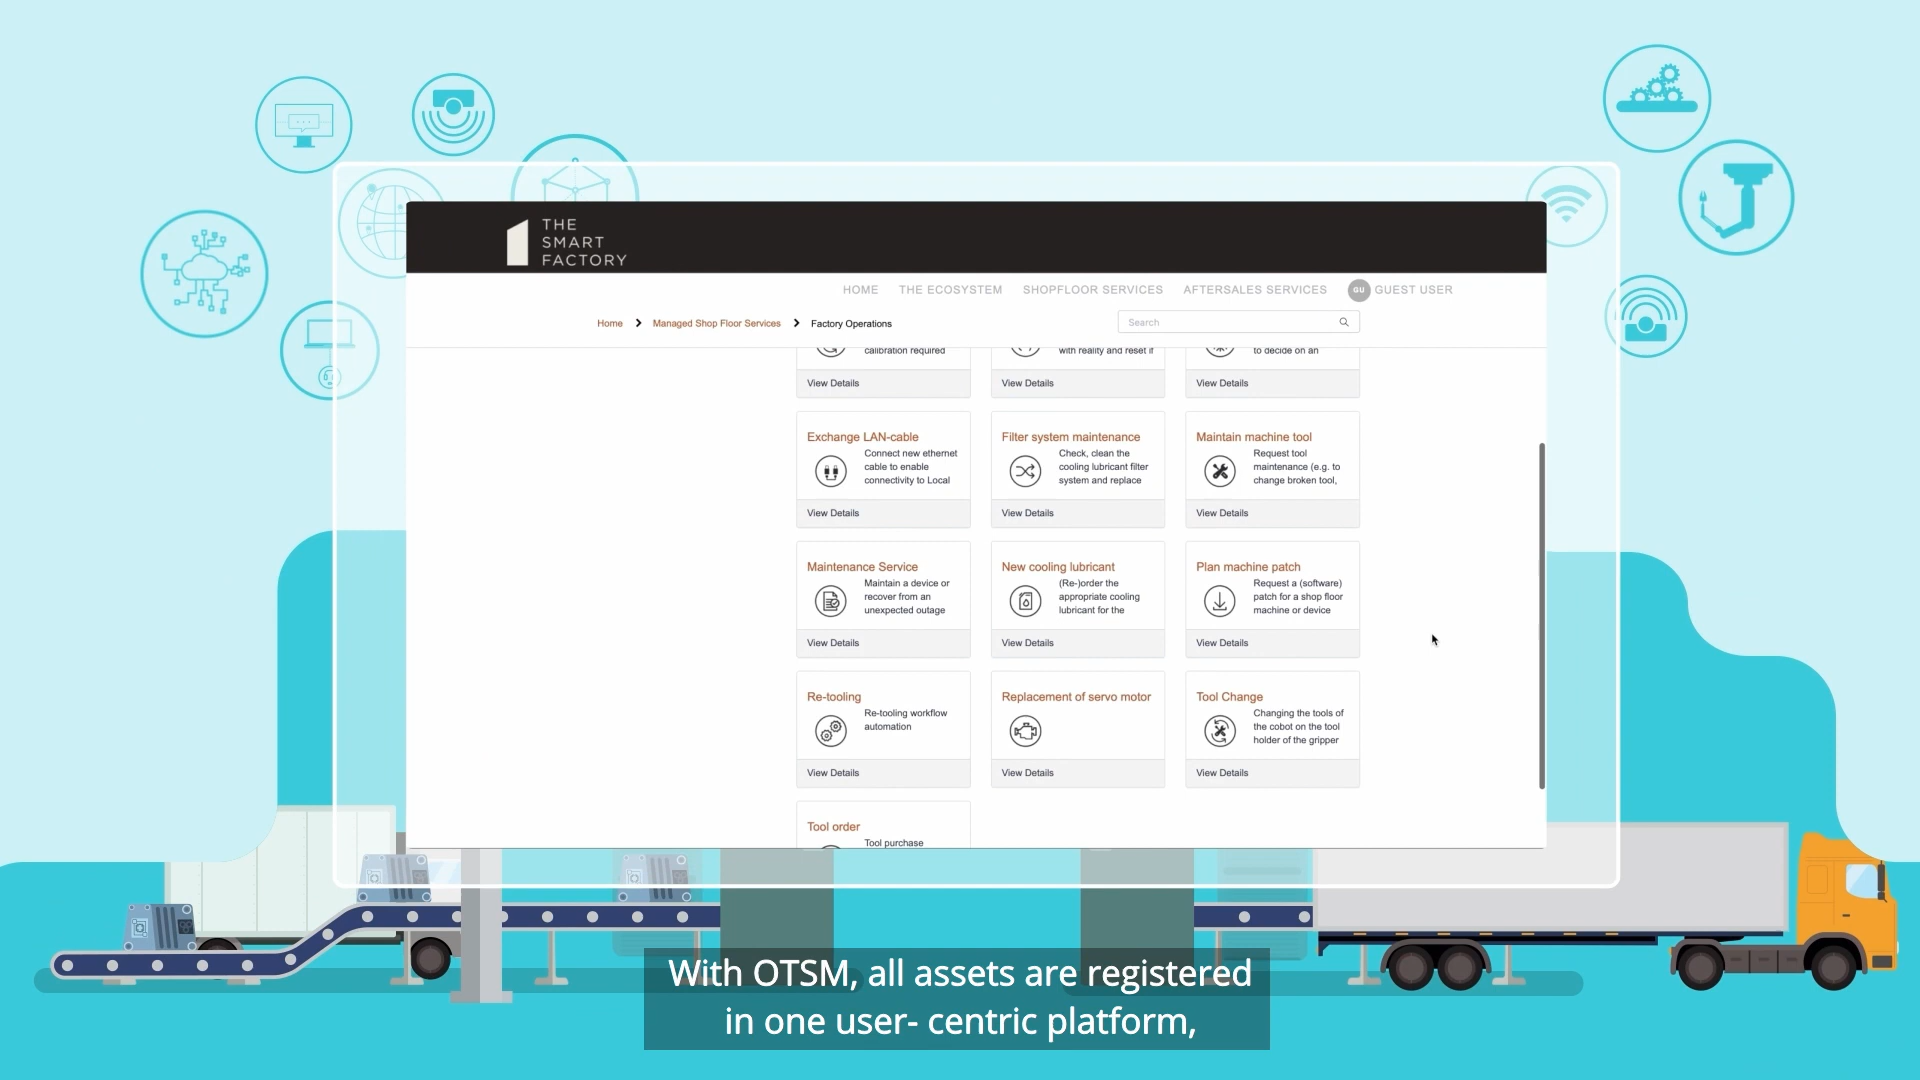 THE
SMART
FACTORY
HOME THE ECOSYSTEM SHOPFLOOR SERVICES AFTERSALES SERVICES GU GUEST USER
Home Managed Shop Floor Services Factory Operations Search
calibration required
View Details
with reality and reset if
View Details
to decide on an
View Details
Exchange LAN-cable
Connect new ethernet
cable to enable
connectivity to Local
View Details
Filter system maintenance
Check, clean the
cooling lubricant filter
system and replace
View Details
Maintain machine tool
Request tool
maintenance (e.g. to
change broken tool,
View Details
Maintenance Service
Maintain a device or
recover from an
unexpected outage
View Details
New cooling lubricant
(Re-)order the
appropriate cooling
lubricant for the
View Details
Plan machine patch
Request a (software)
patch for a shop floor
machine or device
View Details
Re-tooling
Re-tooling workflow
automation
View Details
Replacement of servo motor
View Details
Tool Change
Changing the tools of
the cobot on the tool
holder of the gripper
View Details
Tool order
Tool purchase
With OTSM, all assets are registered
in one user- centric platform,